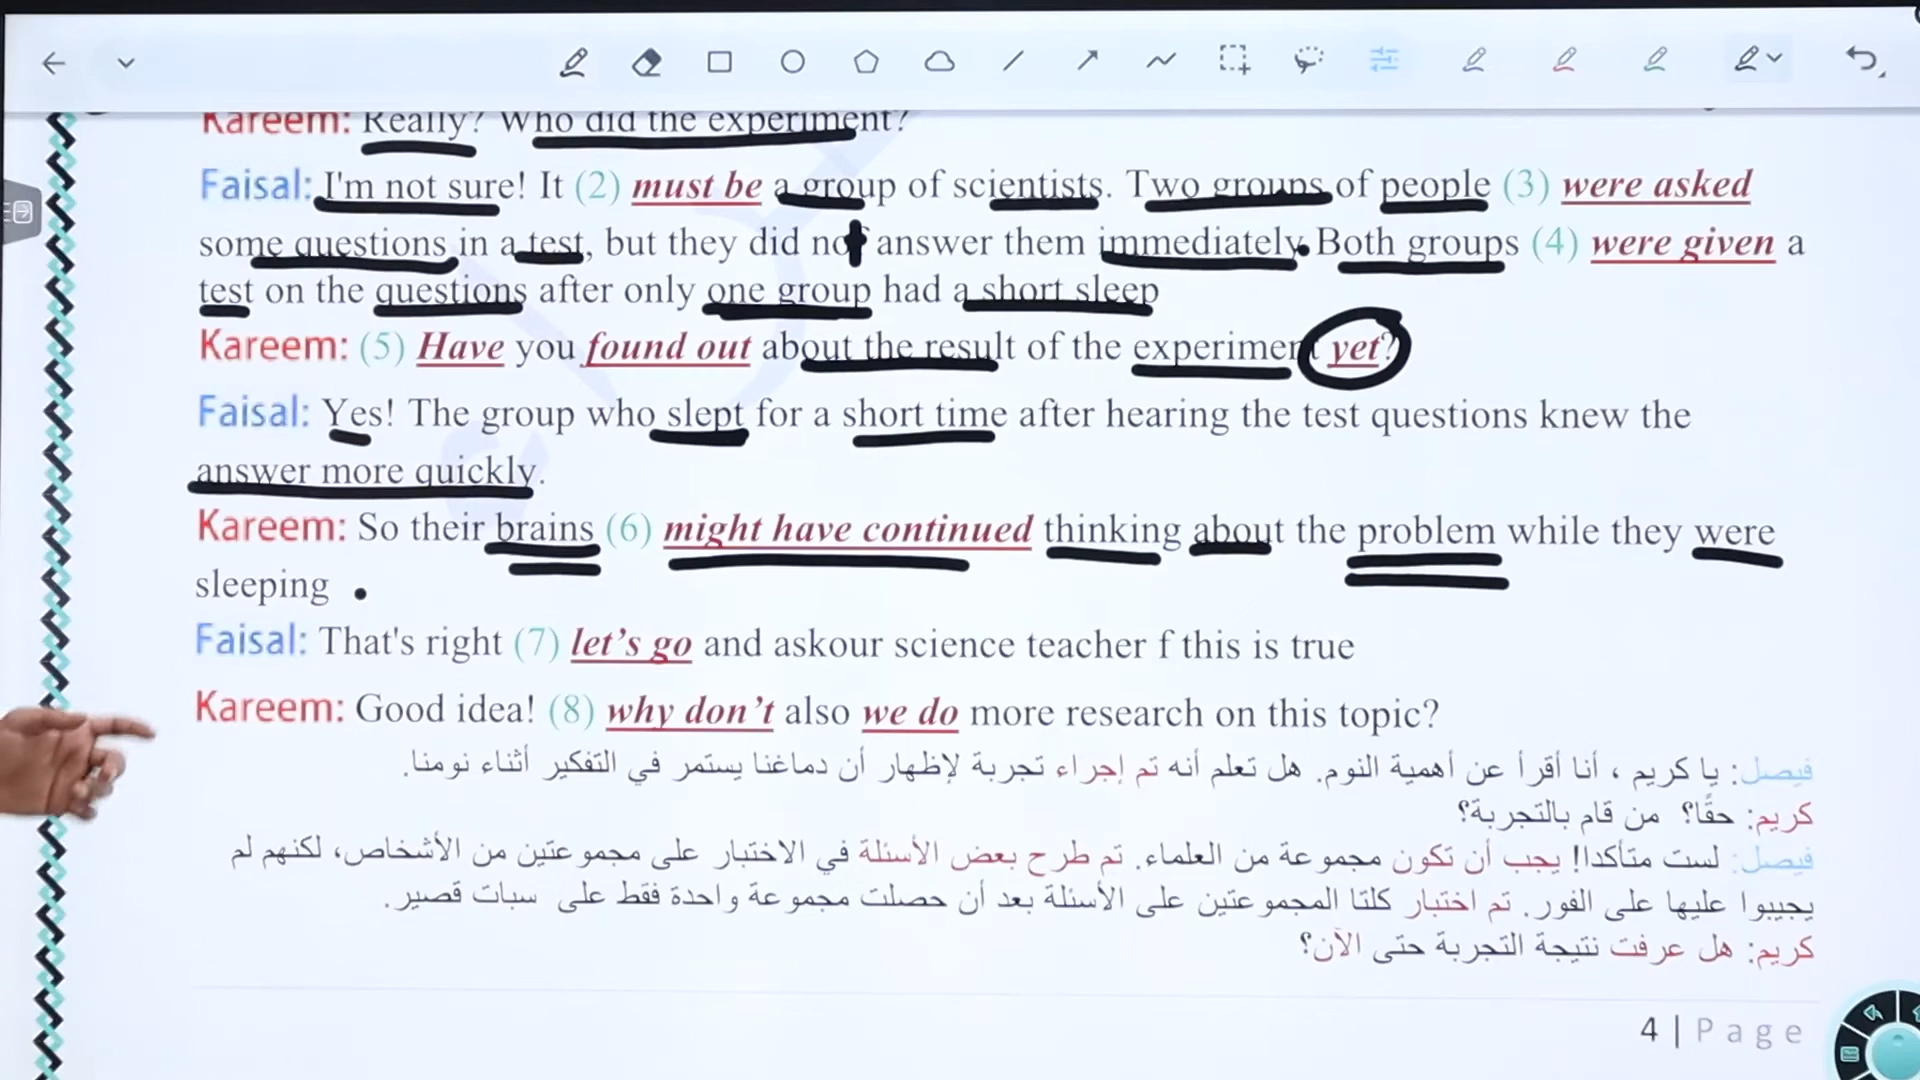 Kareem: Really? Who did the experiment?
Faisal: I'm not sure! It (2) must be a group of scientists. Two groups of people (3) were asked
some questions in a test, but they did not answer them immediately. Both groups (4) were given a
test on the questions after only one group had a short sleep
Kareem: (5) Have you found out about the result of the experiment yet?
Faisal: Yes! The group who slept for a short time after hearing the test questions knew the
answer more quickly.
Kareem: So their brains (6) might have continued thinking about the problem while they were
sleeping
Faisal: That's right (7) let's go and askour science teacher f this is true
Kareem: Good idea! (8) why don't also we do more research on this topic?
فيصل: يا كريم ، أنا أقرأ عن أهمية النوم. هل تعلم أنه تم إجراء تجربة لإظهار أن دماغنا يستمر في التفكير أثناء نومنا.
كريم: حقًا؟ من قام بالتجربة؟
فيصل: لست متأكدا! يجب أن تكون مجموعة من العلماء. تم طرح بعض الأسئلة في الاختبار على مجموعتين من الأشخاص، لكنهم لم
يجيبوا عليها على الفور. تم اختبار كلتا المجموعتين على الأسئلة بعد أن حصلت مجموعة واحدة فقط على سبات قصير.
كريم: هل عرفت نتيجة التجربة حتى الآن؟
4 | Page